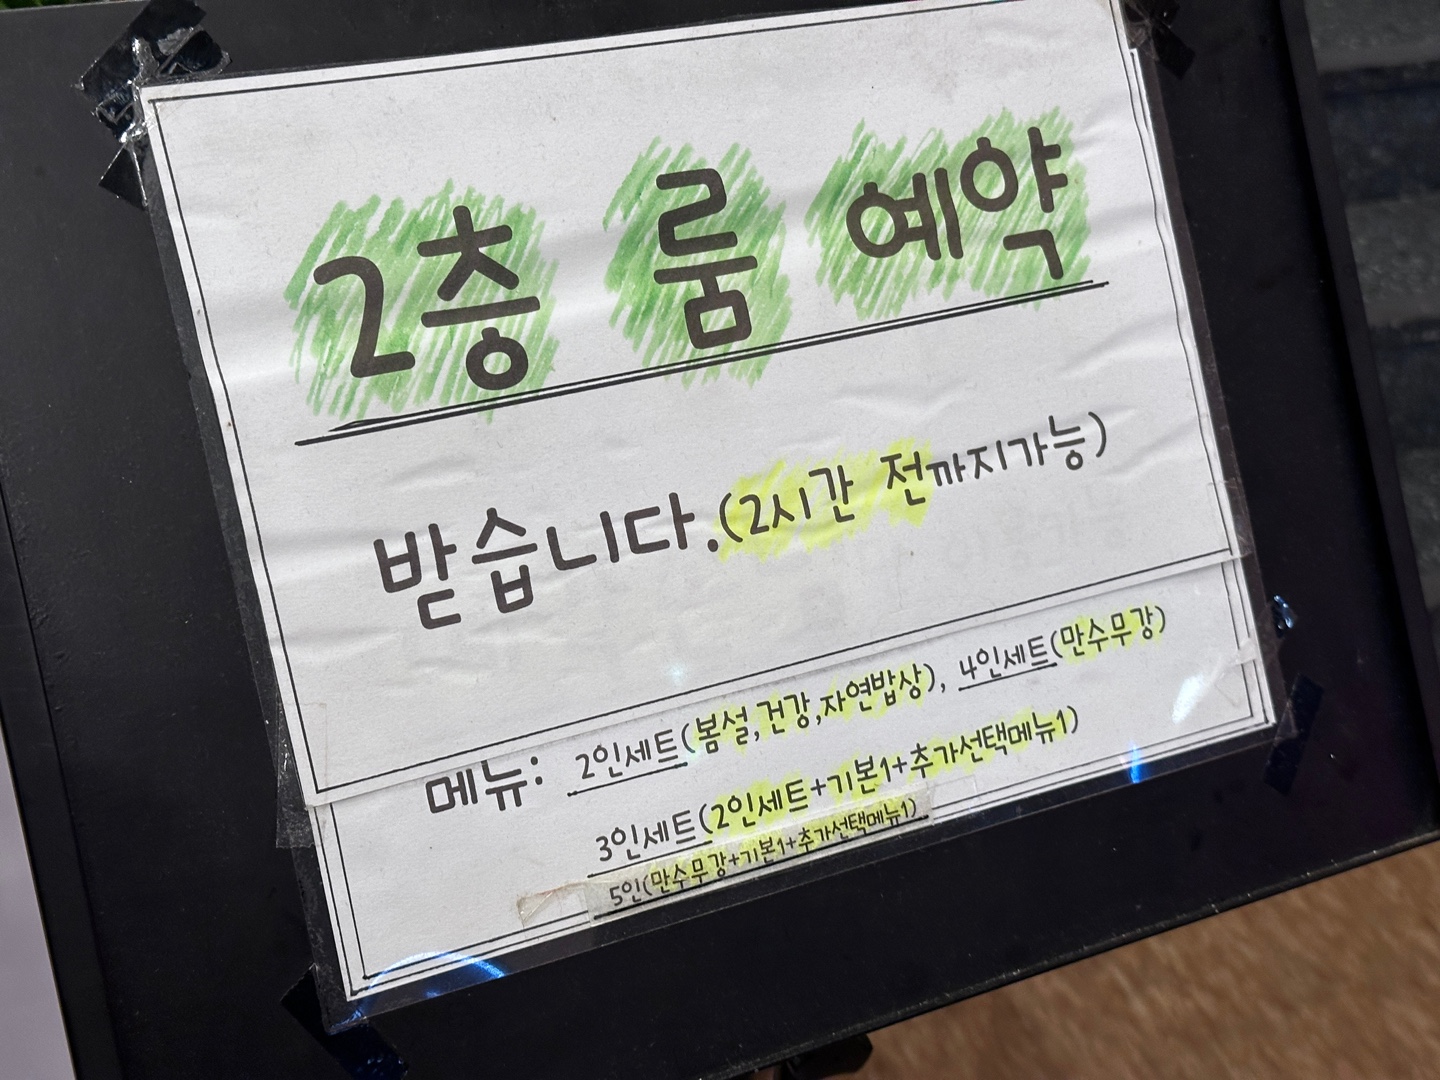 2층 룸 예약
받습니다.(2시간 전까지가능)
메뉴: 2인세트(봄설,건강,자연밥상), 4인세트(만수무강)
3인세트(2인세트+기본1+추가선택메뉴1)
5인(만수무강+기본1+추가선택메뉴1)